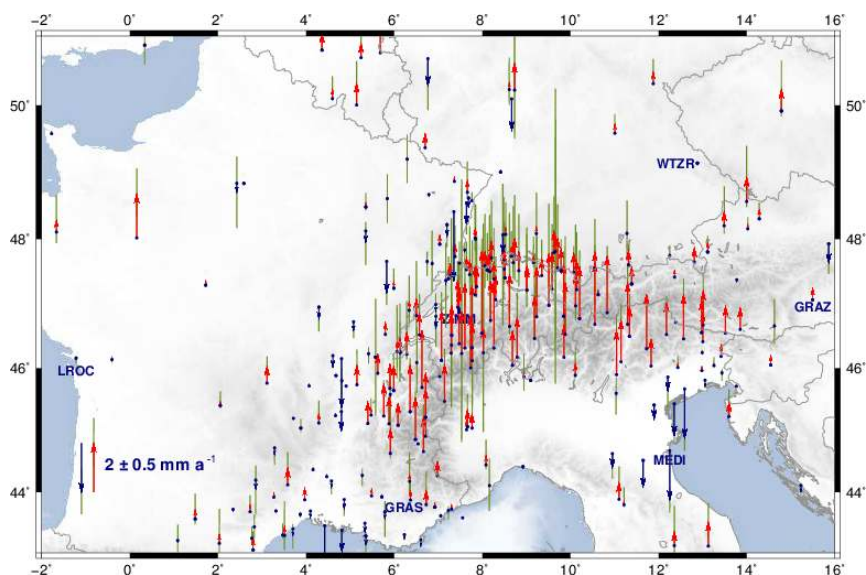 −2˚ 0˚ 2˚ 4˚ 6˚ 8˚ 10˚ 12˚ 14˚ 16˚
50˚ 50˚
WTZR
48˚ 48˚
GRAZ
ZIMM
46˚ 46˚
LROC
MEDI
2 ± 0.5 mm a⁻¹
44˚ 44˚
GRAS
−2˚ 0˚ 2˚ 4˚ 6˚ 8˚ 10˚ 12˚ 14˚ 16˚